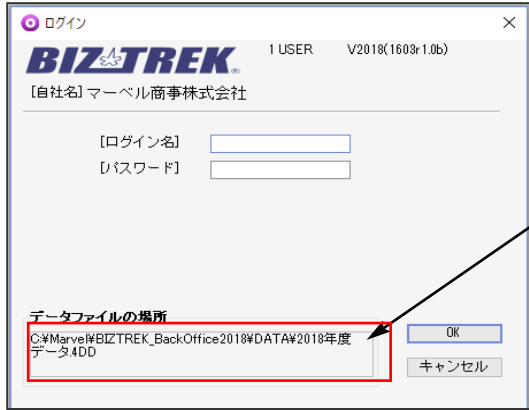 ログイン
BIZ☆TREK® 1 USER V2018(1603r1.0b)
[自社名] マーベル商事株式会社
[ログイン名]
[パスワード]
データファイルの場所
C:¥Marvel¥BIZTREK_BackOffice2018¥DATA¥2018年度
データ.4DD
OK
キャンセル